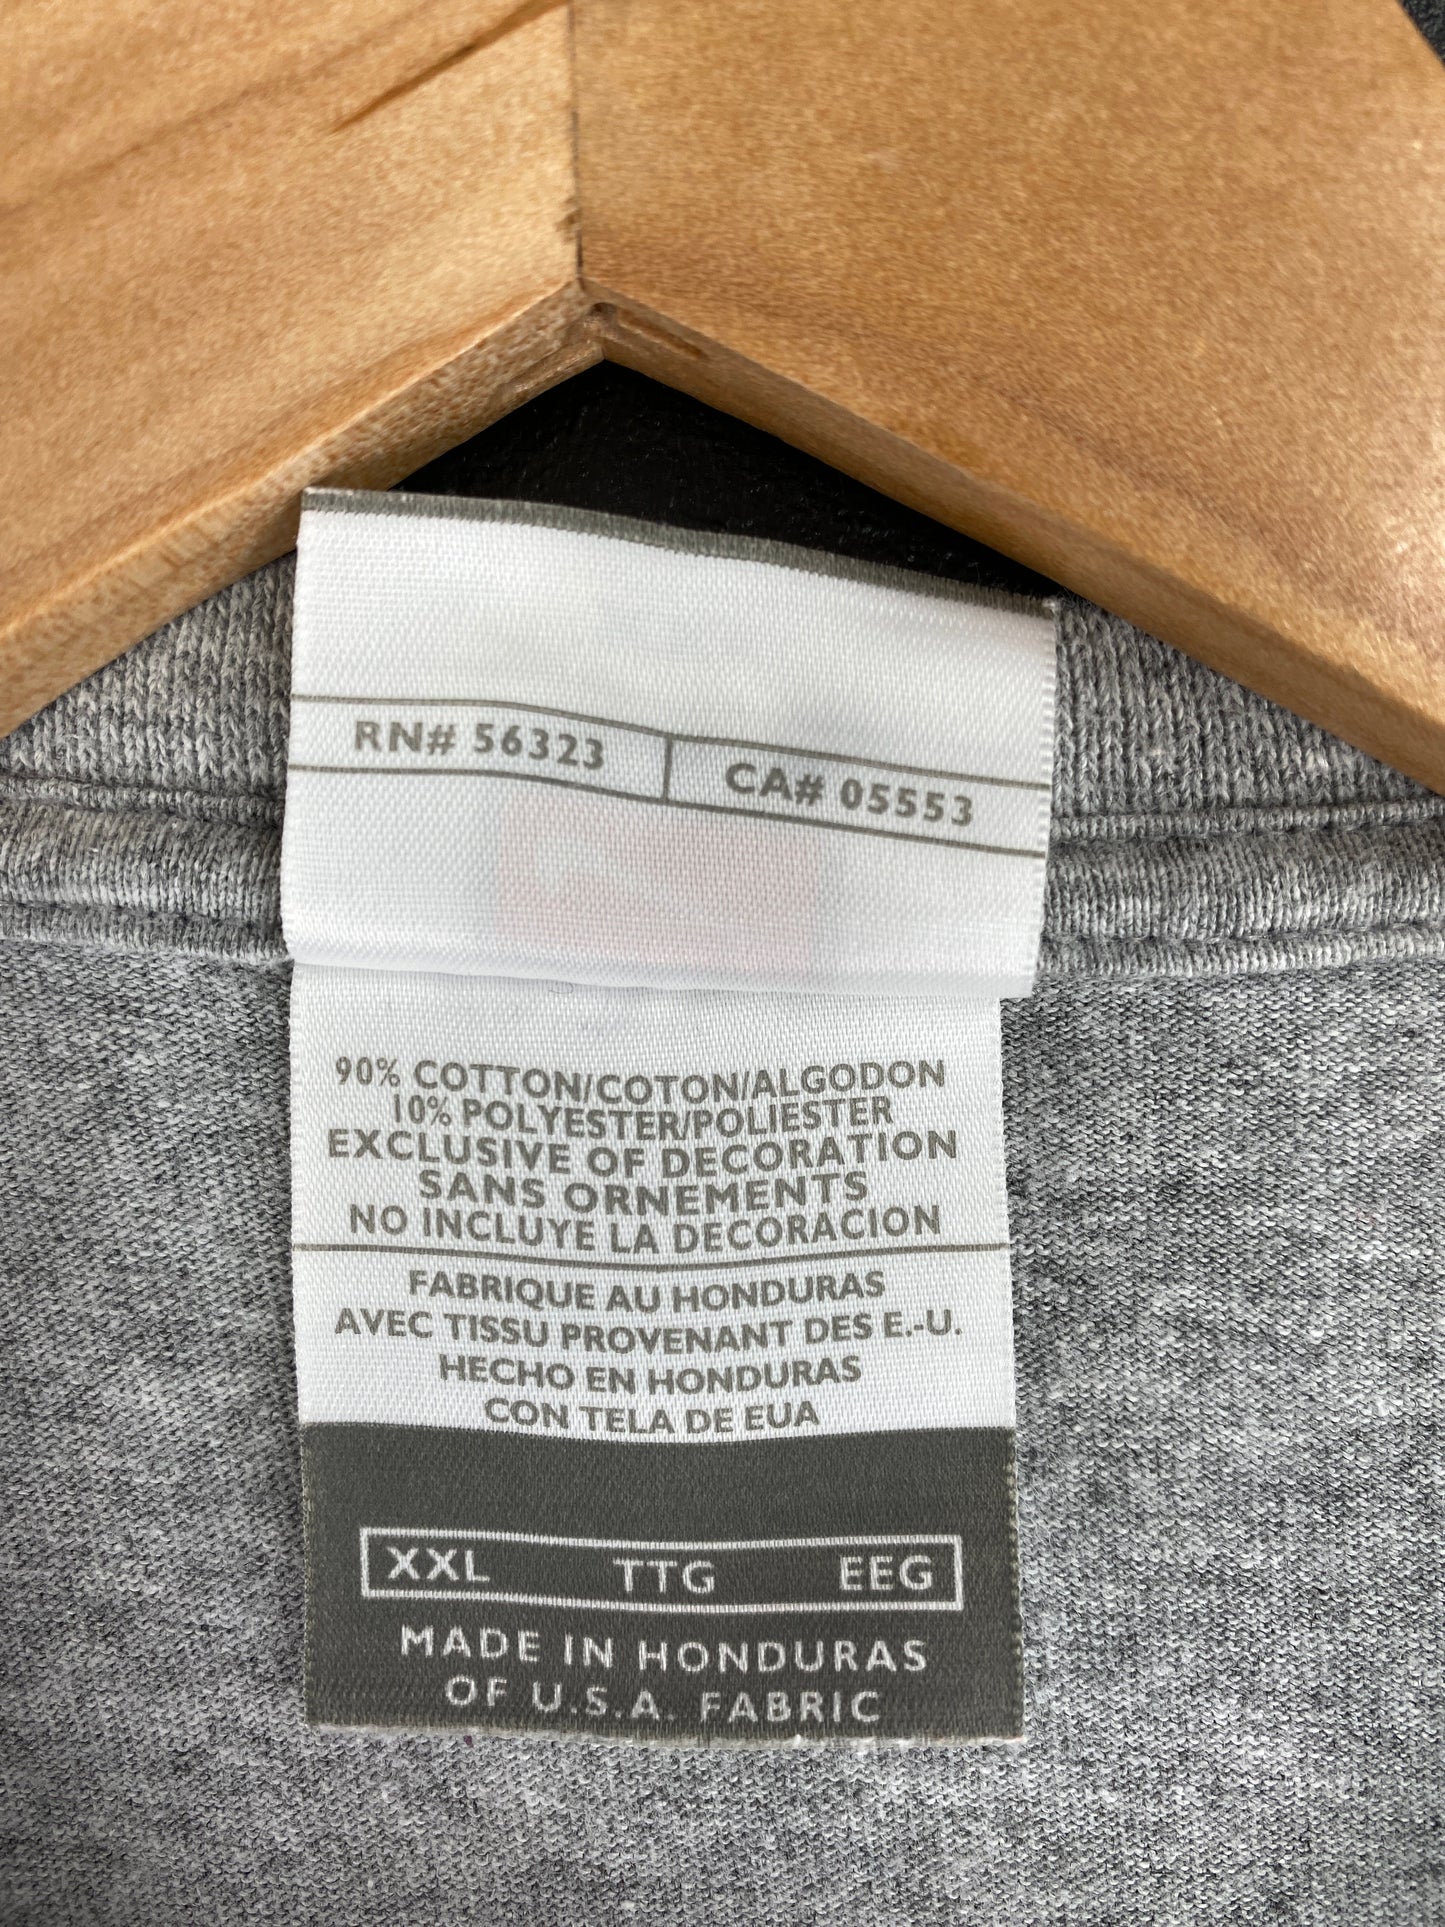 RN# 56323 CA# 05553
90% COTTON/COTON/ALGODON
10% POLYESTER/POLIESTER
EXCLUSIVE OF DECORATION
SANS ORNEMENTS
NO INCLUYE LA DECORACION
FABRIQUE AU HONDURAS
AVEC TISSU PROVENANT DES E.-U.
HECHO EN HONDURAS
CON TELA DE EUA
XXL TTG EEG
MADE IN HONDURAS
OF U.S.A. FABRIC